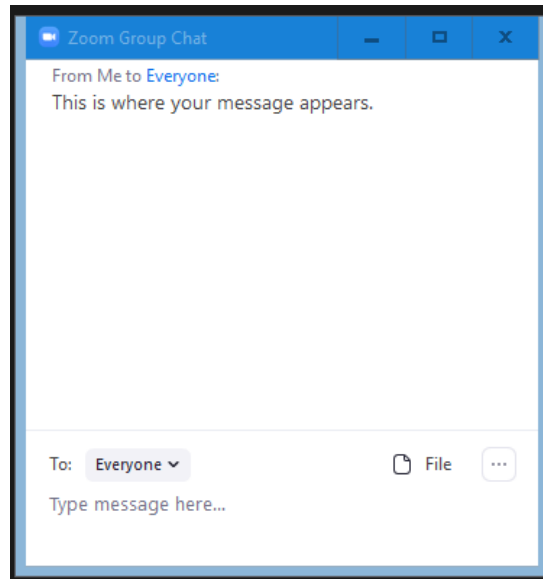 Zoom Group Chat
From Me to Everyone:
This is where your message appears.
To: Everyone File ...
Type message here...